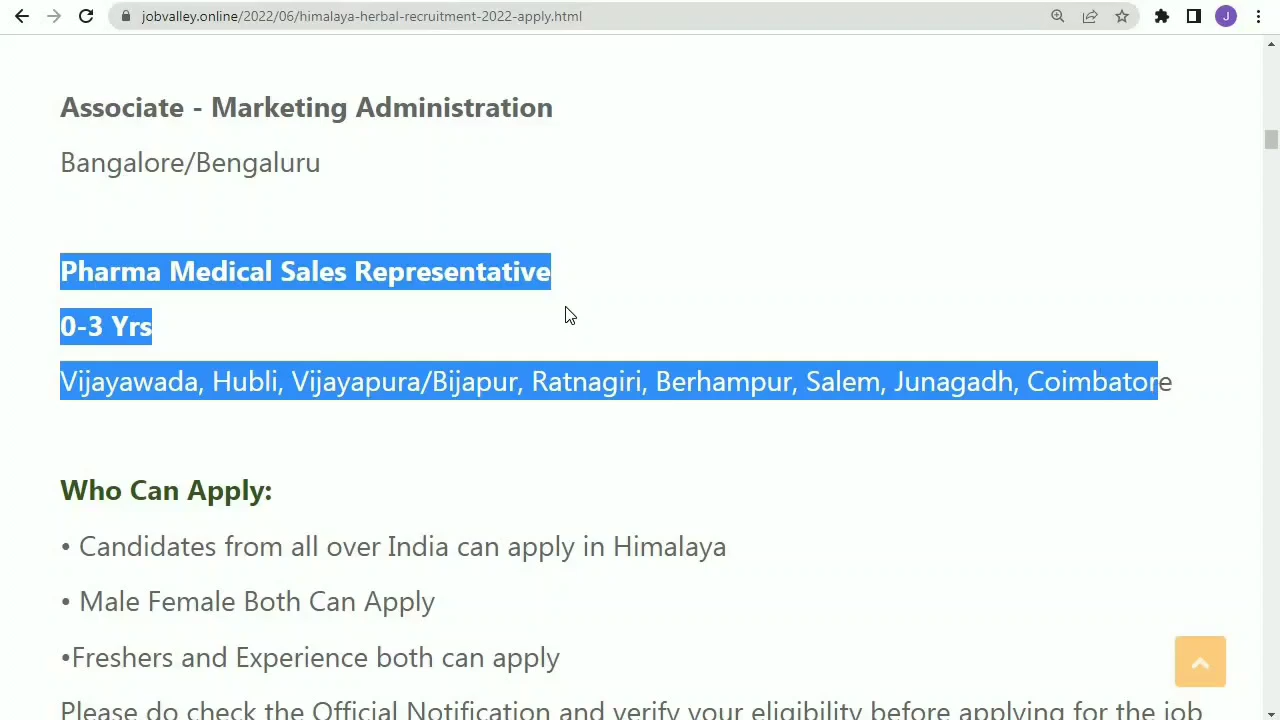 jobvalley.online/2022/06/himalaya-herbal-recruitment-2022-apply.html
J
Associate - Marketing Administration
Bangalore/Bengaluru
Pharma Medical Sales Representative
0-3 Yrs
Vijayawada, Hubli, Vijayapura/Bijapur, Ratnagiri, Berhampur, Salem, Junagadh, Coimbatore
Who Can Apply:
• Candidates from all over India can apply in Himalaya
• Male Female Both Can Apply
•Freshers and Experience both can apply
Please do check the Official Notification and verify your eligibility before applying for the job